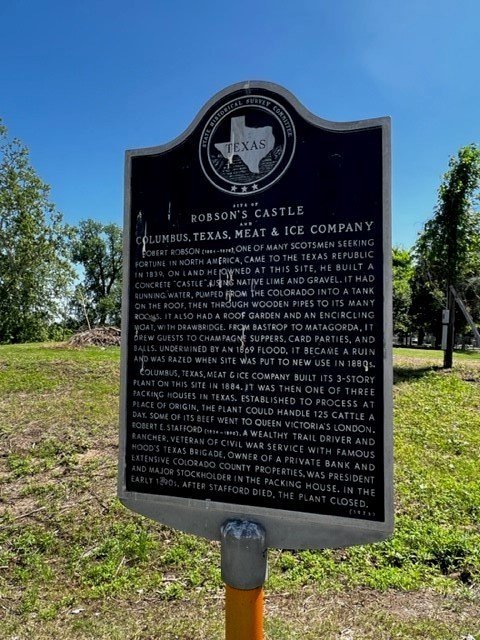 STATE HISTORICAL SURVEY COMMITTEE
TEXAS
SITE OF
ROBSON'S CASTLE
AND
COLUMBUS, TEXAS, MEAT & ICE COMPANY
ROBERT ROBSON (1804-1878), ONE OF MANY SCOTSMEN SEEKING
FORTUNE IN NORTH AMERICA, CAME TO THE TEXAS REPUBLIC
IN 1839. ON LAND HE OWNED AT THIS SITE, HE BUILT A
CONCRETE "CASTLE", USING NATIVE LIME AND GRAVEL. IT HAD
RUNNING WATER, PUMPED FROM THE COLORADO INTO A TANK
ON THE ROOF, THEN THROUGH WOODEN PIPES TO ITS MANY
ROOMS. IT ALSO HAD A ROOF GARDEN AND AN ENCIRCLING
MOAT, WITH DRAWBRIDGE. FROM BASTROP TO MATAGORDA, IT
DREW GUESTS TO CHAMPAGNE SUPPERS, CARD PARTIES, AND
BALLS. UNDERMINED BY AN 1869 FLOOD, IT BECAME A RUIN
AND WAS RAZED WHEN SITE WAS PUT TO NEW USE IN 1880s.
COLUMBUS, TEXAS, MEAT & ICE COMPANY BUILT ITS 3-STORY
PLANT ON THIS SITE IN 1884. IT WAS THEN ONE OF THREE
PACKING HOUSES IN TEXAS. ESTABLISHED TO PROCESS AT
PLACE OF ORIGIN, THE PLANT COULD HANDLE 125 CATTLE A
DAY. SOME OF ITS BEEF WENT TO QUEEN VICTORIA'S LONDON.
ROBERT E. STAFFORD (1834-1890), A WEALTHY TRAIL DRIVER AND
RANCHER, VETERAN OF CIVIL WAR SERVICE WITH FAMOUS
HOOD'S TEXAS BRIGADE, OWNER OF A PRIVATE BANK AND
EXTENSIVE COLORADO COUNTY PROPERTIES, WAS PRESIDENT
AND MAJOR STOCKHOLDER IN THE PACKING HOUSE. IN THE
EARLY 1890s, AFTER STAFFORD DIED, THE PLANT CLOSED.